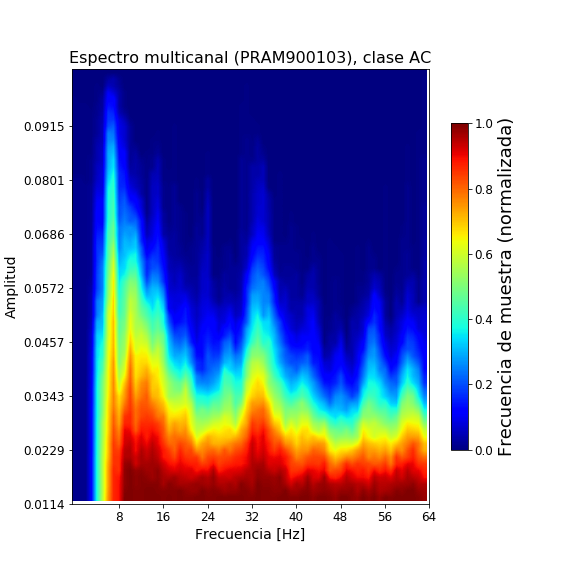 Espectro multicanal (PRAM900103), clase AC
Amplitud
0.0915
0.0801
0.0686
0.0572
0.0457
0.0343
0.0229
0.0114
8 16 24 32 40 48 56 64
Frecuencia [Hz]
1.0
0.8
0.6
0.4
0.2
0.0
Frecuencia de muestra (normalizada)